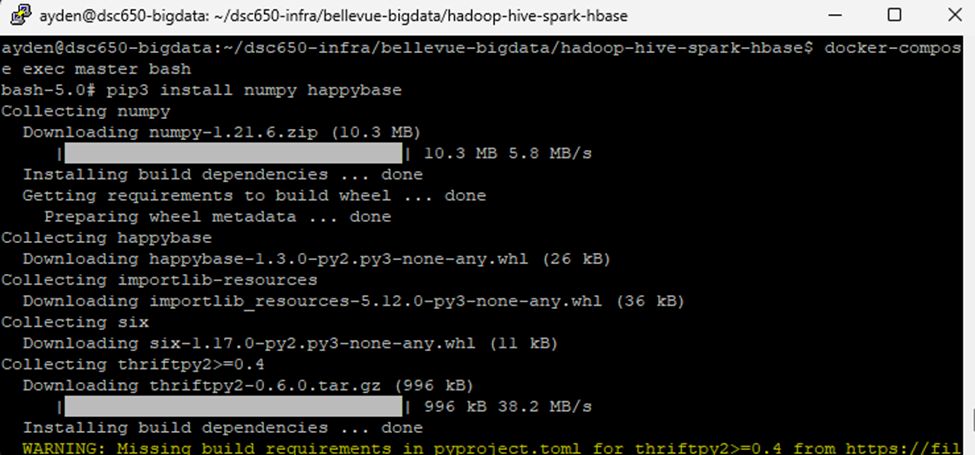 ayden@dsc650-bigdata: ~/dsc650-infra/bellevue-bigdata/hadoop-hive-spark-hbase
ayden@dsc650-bigdata:~/dsc650-infra/bellevue-bigdata/hadoop-hive-spark-hbase$ docker-compos
e exec master bash
bash-5.0# pip3 install numpy happybase
Collecting numpy
  Downloading numpy-1.21.6.zip (10.3 MB)
     |████████████████████████████████| 10.3 MB 5.8 MB/s
  Installing build dependencies ... done
  Getting requirements to build wheel ... done
    Preparing wheel metadata ... done
Collecting happybase
  Downloading happybase-1.3.0-py2.py3-none-any.whl (26 kB)
Collecting importlib-resources
  Downloading importlib_resources-5.12.0-py3-none-any.whl (36 kB)
Collecting six
  Downloading six-1.17.0-py2.py3-none-any.whl (11 kB)
Collecting thriftpy2>=0.4
  Downloading thriftpy2-0.6.0.tar.gz (996 kB)
     |████████████████████████████████| 996 kB 38.2 MB/s
  Installing build dependencies ... done
  WARNING: Missing build requirements in pyproject.toml for thriftpy2>=0.4 from https://fil